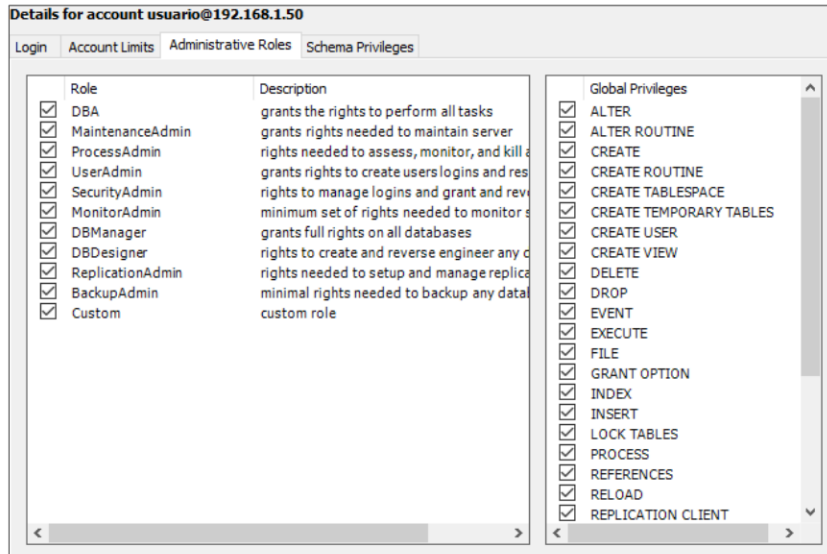 Details for account usuario@192.168.1.50
Login Account Limits Administrative Roles Schema Privileges
Role Description
DBA grants the rights to perform all tasks
MaintenanceAdmin grants rights needed to maintain server
ProcessAdmin rights needed to assess, monitor, and kill
UserAdmin grants rights to create users logins and res
SecurityAdmin rights to manage logins and grant and rev
MonitorAdmin minimum set of rights needed to monitor
DBManager grants full rights on all databases
DBDesigner rights to create and reverse engineer any
ReplicationAdmin rights needed to setup and manage replica
BackupAdmin minimal rights needed to backup any data
Custom custom role
Global Privileges
ALTER
ALTER ROUTINE
CREATE
CREATE ROUTINE
CREATE TABLESPACE
CREATE TEMPORARY TABLES
CREATE USER
CREATE VIEW
DELETE
DROP
EVENT
EXECUTE
FILE
GRANT OPTION
INDEX
INSERT
LOCK TABLES
PROCESS
REFERENCES
RELOAD
REPLICATION CLIENT